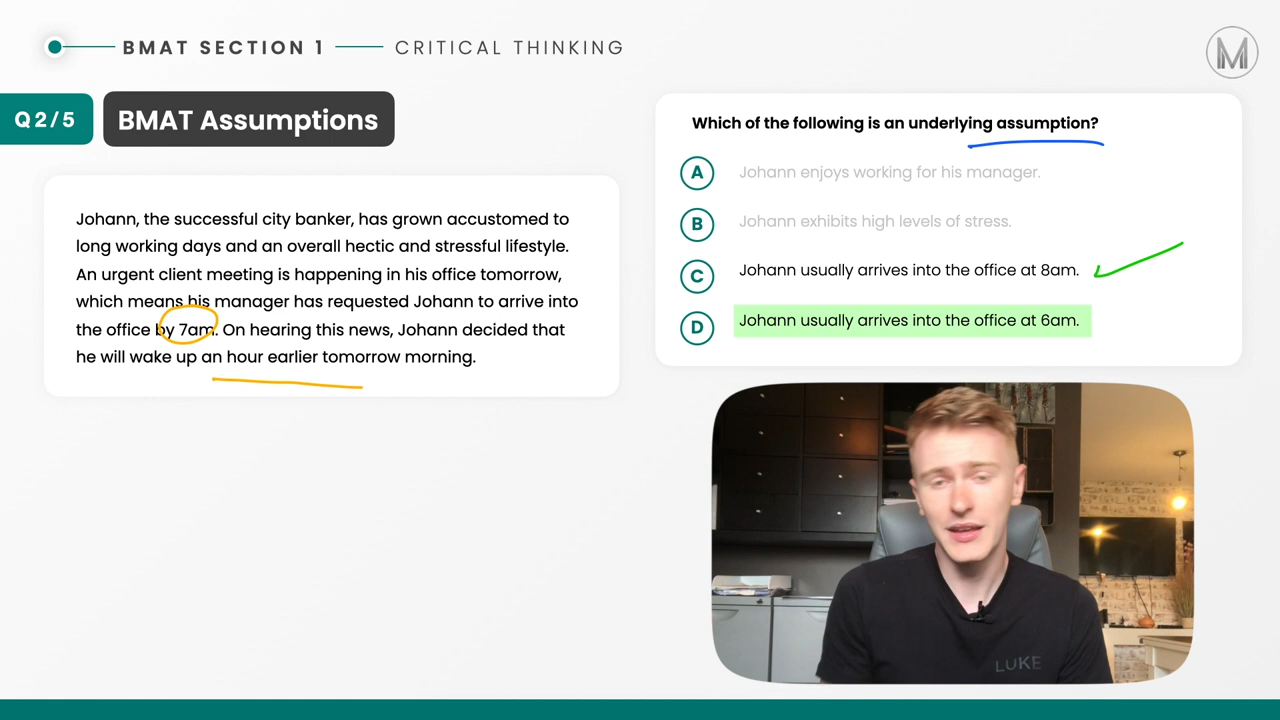 BMAT SECTION 1 CRITICAL THINKING
M
Q 2 / 5
BMAT Assumptions
Johann, the successful city banker, has grown accustomed to
long working days and an overall hectic and stressful lifestyle.
An urgent client meeting is happening in his office tomorrow,
which means his manager has requested Johann to arrive into
the office by 7am. On hearing this news, Johann decided that
he will wake up an hour earlier tomorrow morning.
Which of the following is an underlying assumption?
A Johann enjoys working for his manager.
B Johann exhibits high levels of stress.
C Johann usually arrives into the office at 8am.
D Johann usually arrives into the office at 6am.
LUKE